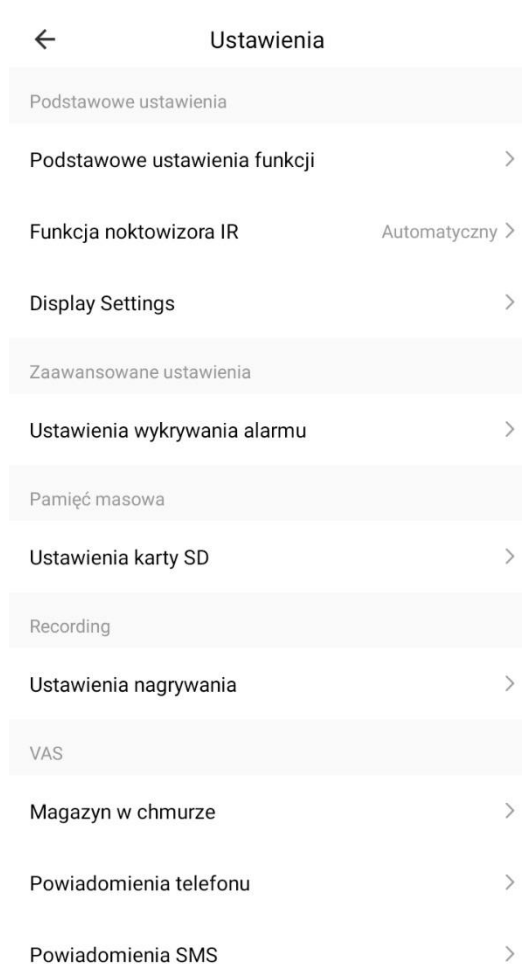 Ustawienia
Podstawowe ustawienia
Podstawowe ustawienia funkcji
Funkcja noktowizora IR Automatyczny
Display Settings
Zaawansowane ustawienia
Ustawienia wykrywania alarmu
Pamięć masowa
Ustawienia karty SD
Recording
Ustawienia nagrywania
VAS
Magazyn w chmurze
Powiadomienia telefonu
Powiadomienia SMS